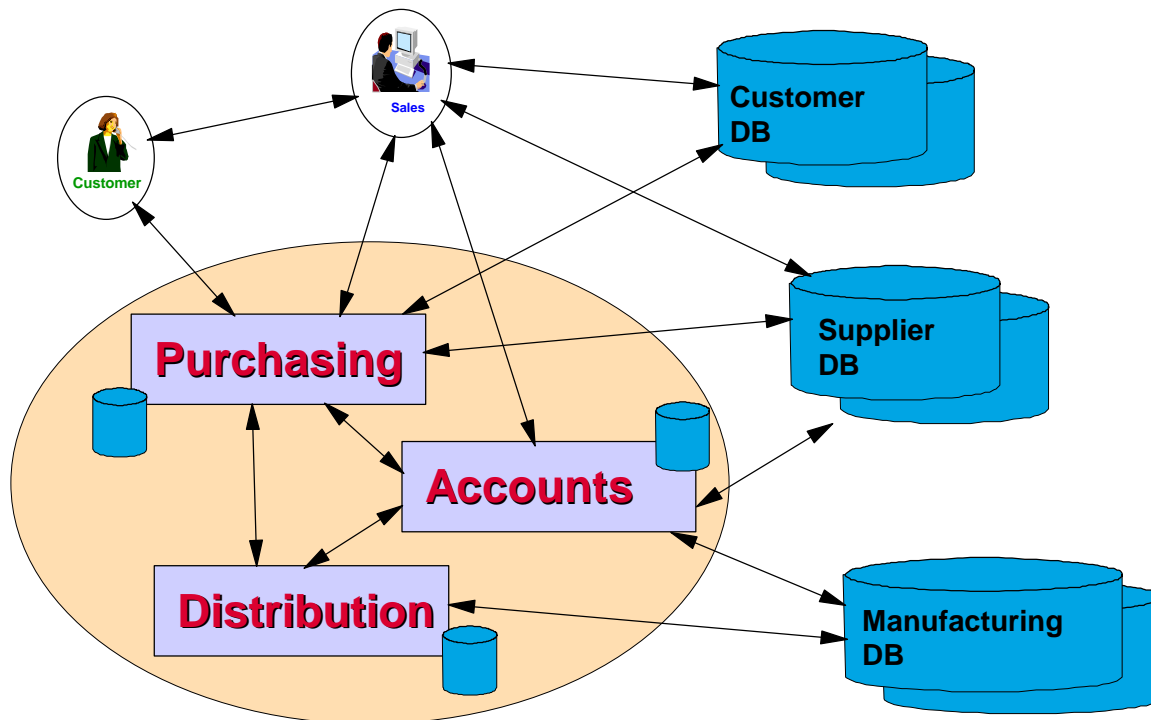 Sales
Customer
Customer
DB
Supplier
DB
Purchasing
Accounts
Distribution
Manufacturing
DB